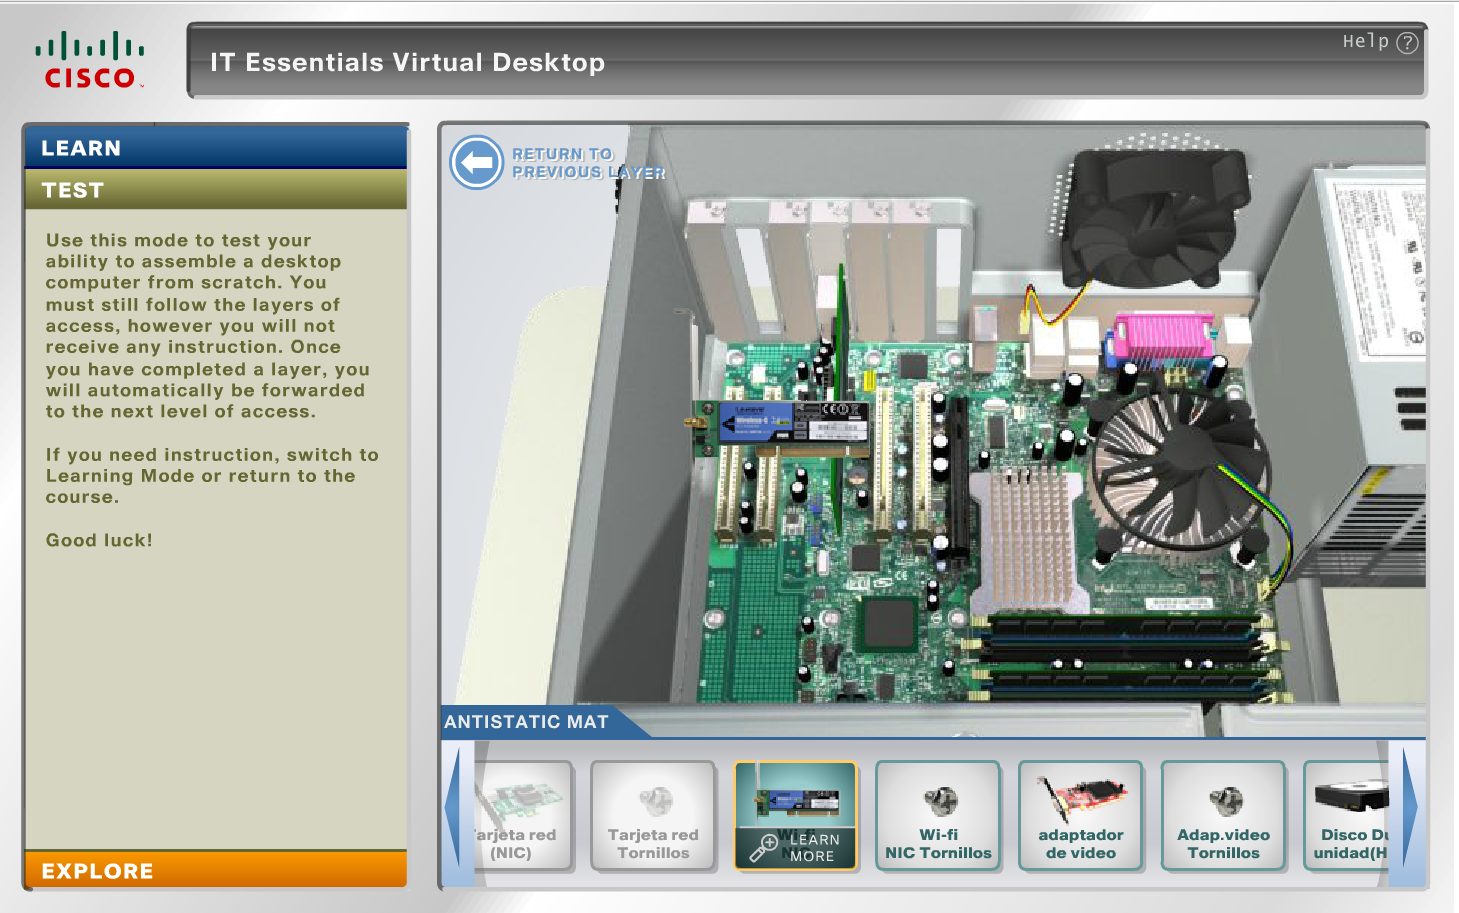 CISCO
IT Essentials Virtual Desktop
Help ?
LEARN
TEST
Use this mode to test your
ability to assemble a desktop
computer from scratch. You
must still follow the layers of
access, however you will not
receive any instruction. Once
you have completed a layer, you
will automatically be forwarded
to the next level of access.
If you need instruction, switch to
Learning Mode or return to the
course.
Good luck!
EXPLORE
RETURN TO
PREVIOUS LAYER
ANTISTATIC MAT
arjeta red
(NIC)
Tarjeta red
Tornillos
LEARN
MORE
Wi-fi
NIC Tornillos
adaptador
de video
Adap.video
Tornillos
Disco Du
unidad(H